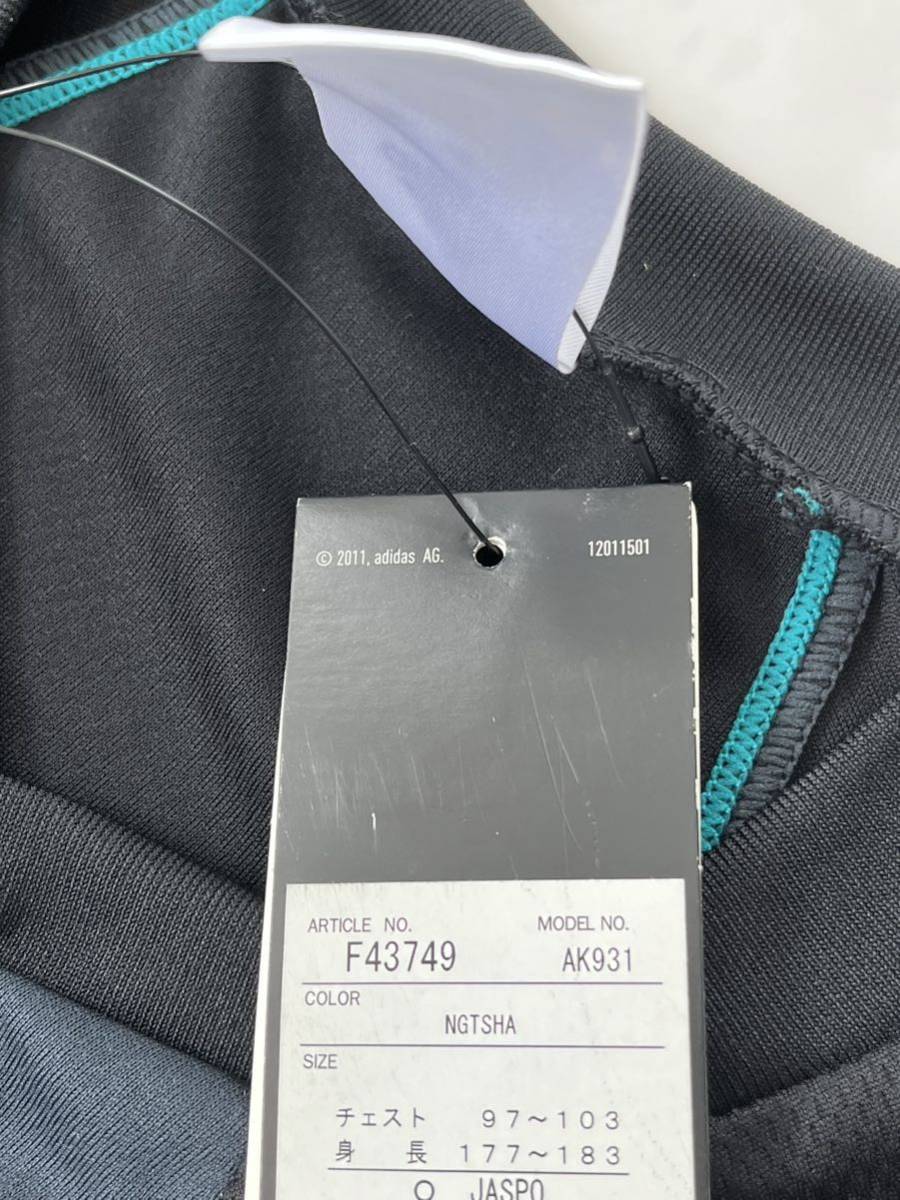 © 2011, adidas AG. 12011501
ARTICLE NO. MODEL NO.
F43749 AK931
COLOR
NGTSHA
SIZE
チェスト 97~103
身長 177~183
O JASPO